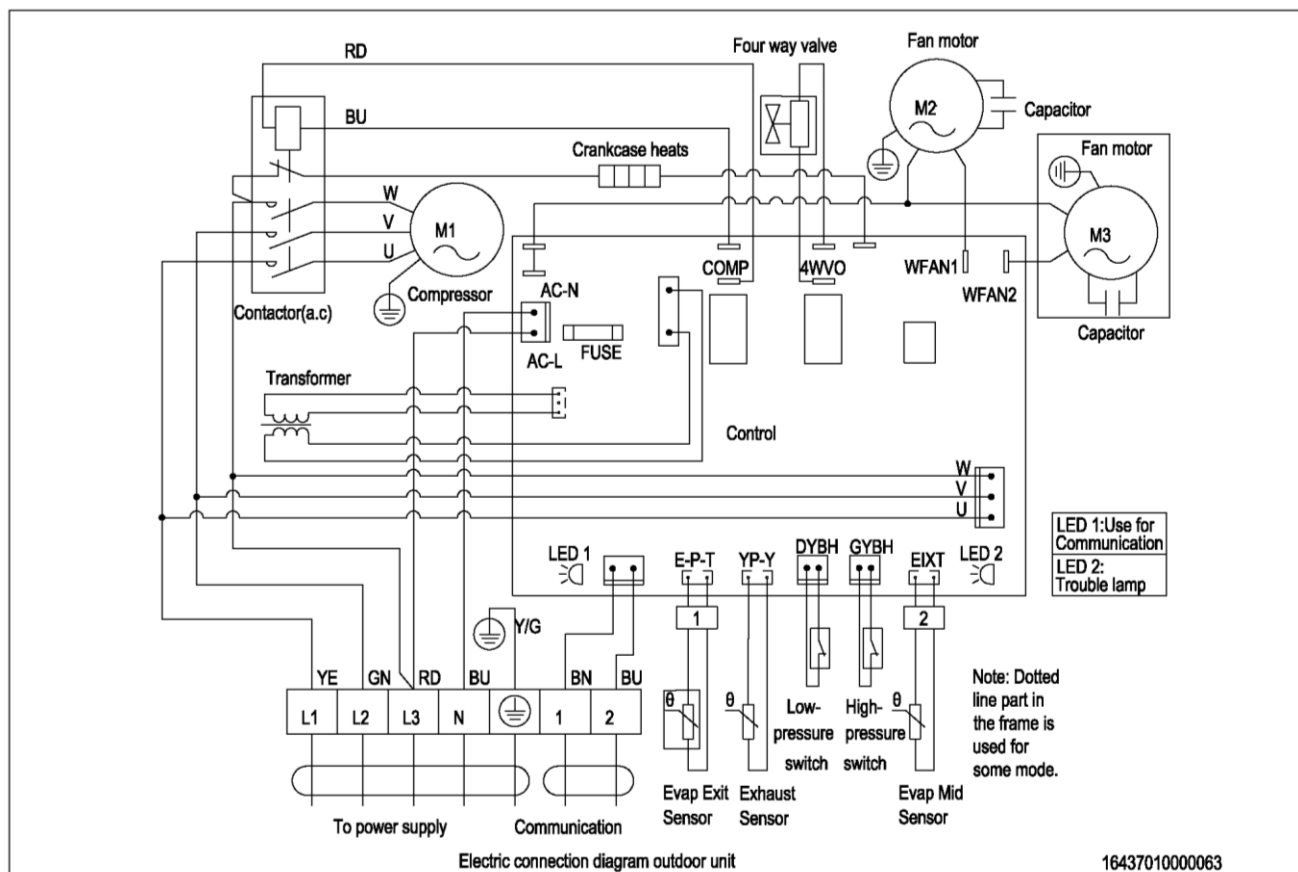 RD
Four way valve
Fan motor
M2
Capacitor
BU
Crankcase heats
Fan motor
W
V
U
M1
M3
Compressor
Contactor(a.c)
COMP
4WVO
WFAN1
WFAN2
AC-N
AC-L
FUSE
Capacitor
Transformer
Control
W
V
U
LED 1
E-P-T
YP-Y
DYBH
GYBH
EIXT
LED 2
LED 1:Use for
Communication
LED 2:
Trouble lamp
1
2
Y/G
YE
GN
RD
BU
BN
BU
L1
L2
L3
N
1
2
θ
θ
θ
Low-
pressure
switch
High-
pressure
switch
Note: Dotted
line part in
the frame is
used for
some mode.
Evap Exit
Sensor
Exhaust
Sensor
Evap Mid
Sensor
To power supply
Communication
Electric connection diagram outdoor unit
16437010000063